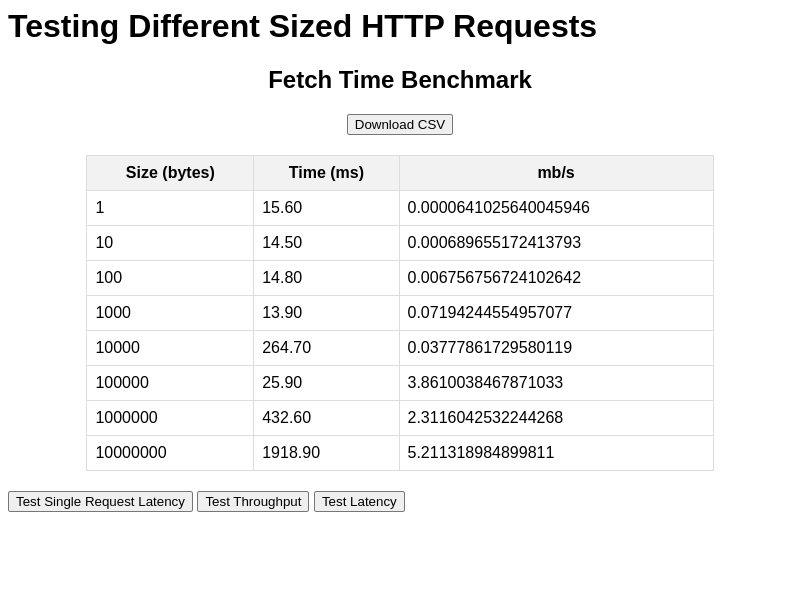 Testing Different Sized HTTP Requests
Fetch Time Benchmark
Download CSV
Size (bytes) Time (ms) mb/s
1 15.60 0.0000641025640045946
10 14.50 0.000689655172413793
100 14.80 0.006756756724102642
1000 13.90 0.07194244554957077
10000 264.70 0.03777861729580119
100000 25.90 3.8610038467871033
1000000 432.60 2.3116042532244268
10000000 1918.90 5.211318984899811
Test Single Request Latency Test Throughput Test Latency